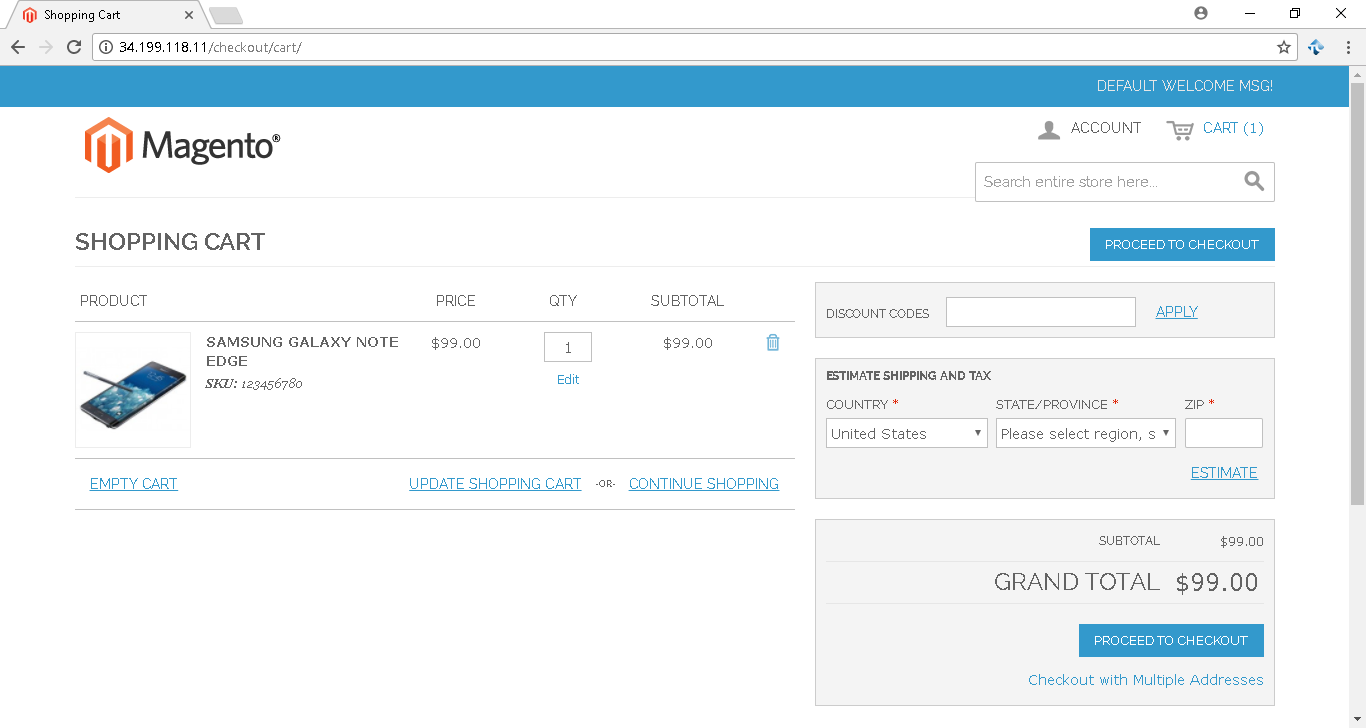 Shopping Cart
34.199.118.11/checkout/cart/
DEFAULT WELCOME MSG!
Magento®
ACCOUNT
CART (1)
Search entire store here...
SHOPPING CART
PROCEED TO CHECKOUT
PRODUCT PRICE QTY SUBTOTAL
SAMSUNG GALAXY NOTE
EDGE
SKU: 123456780
$99.00 1 $99.00
Edit
EMPTY CART
UPDATE SHOPPING CART -OR- CONTINUE SHOPPING
DISCOUNT CODES APPLY
ESTIMATE SHIPPING AND TAX
COUNTRY * STATE/PROVINCE * ZIP *
United States Please select region, s
ESTIMATE
SUBTOTAL $99.00
GRAND TOTAL $99.00
PROCEED TO CHECKOUT
Checkout with Multiple Addresses